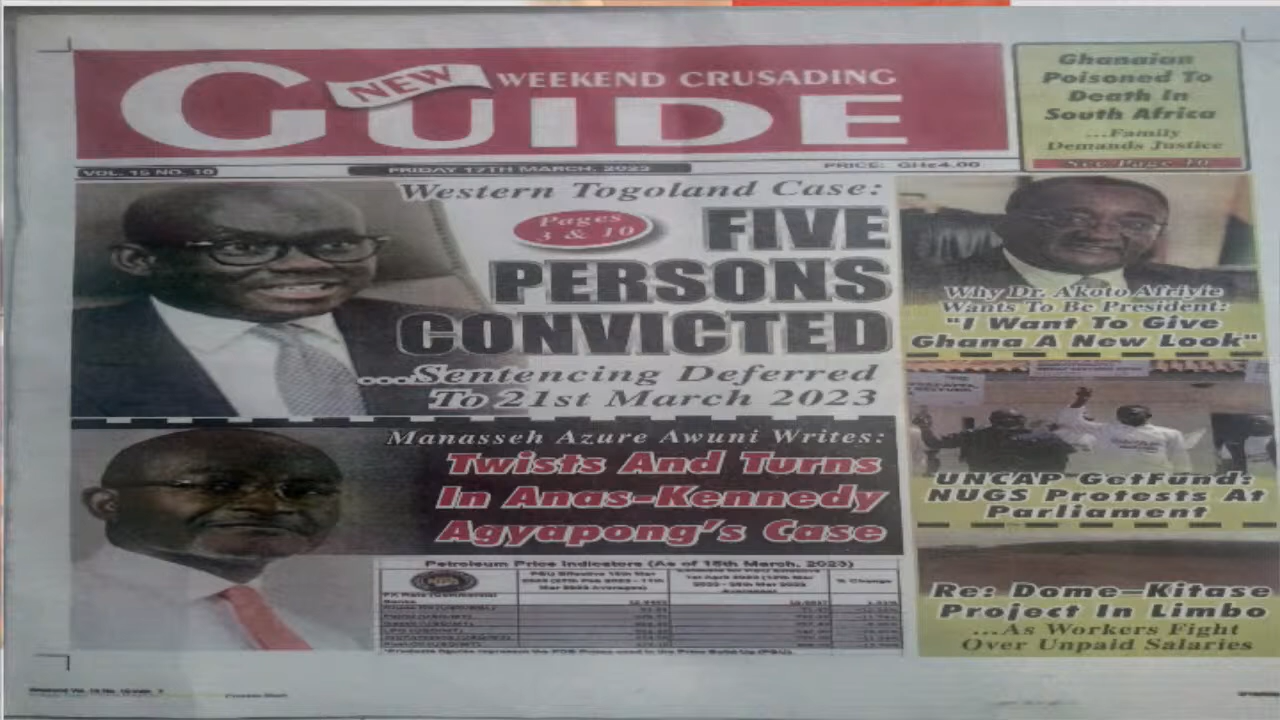 NEW
WEEKEND CRUSADING
GUIDE
VOL. 15 NO. 10
FRIDAY 17TH MARCH, 2023
PRICE: GH¢4.00
Ghanaian
Poisoned To
Death In
South Africa
...Family
Demands Justice
See Page 10
Western Togoland Case:
Pages
3 & 10
FIVE
PERSONS
CONVICTED
....Sentencing Deferred
To 21st March 2023
Manasseh Azure Awuni Writes:
Twists And Turns
In Anas-Kennedy
Agyapong's Case
Petroleum Price Indicators (As of 15th March, 2023)
% Change
Why Dr. Akoto Afriyie
Wants To Be President:
"I Want To Give
Ghana A New Look"
UNCAP GetFund:
NUGS Protests At
Parliament
Re: Dome-Kitase
Project In Limbo
...As Workers Fight
Over Unpaid Salaries